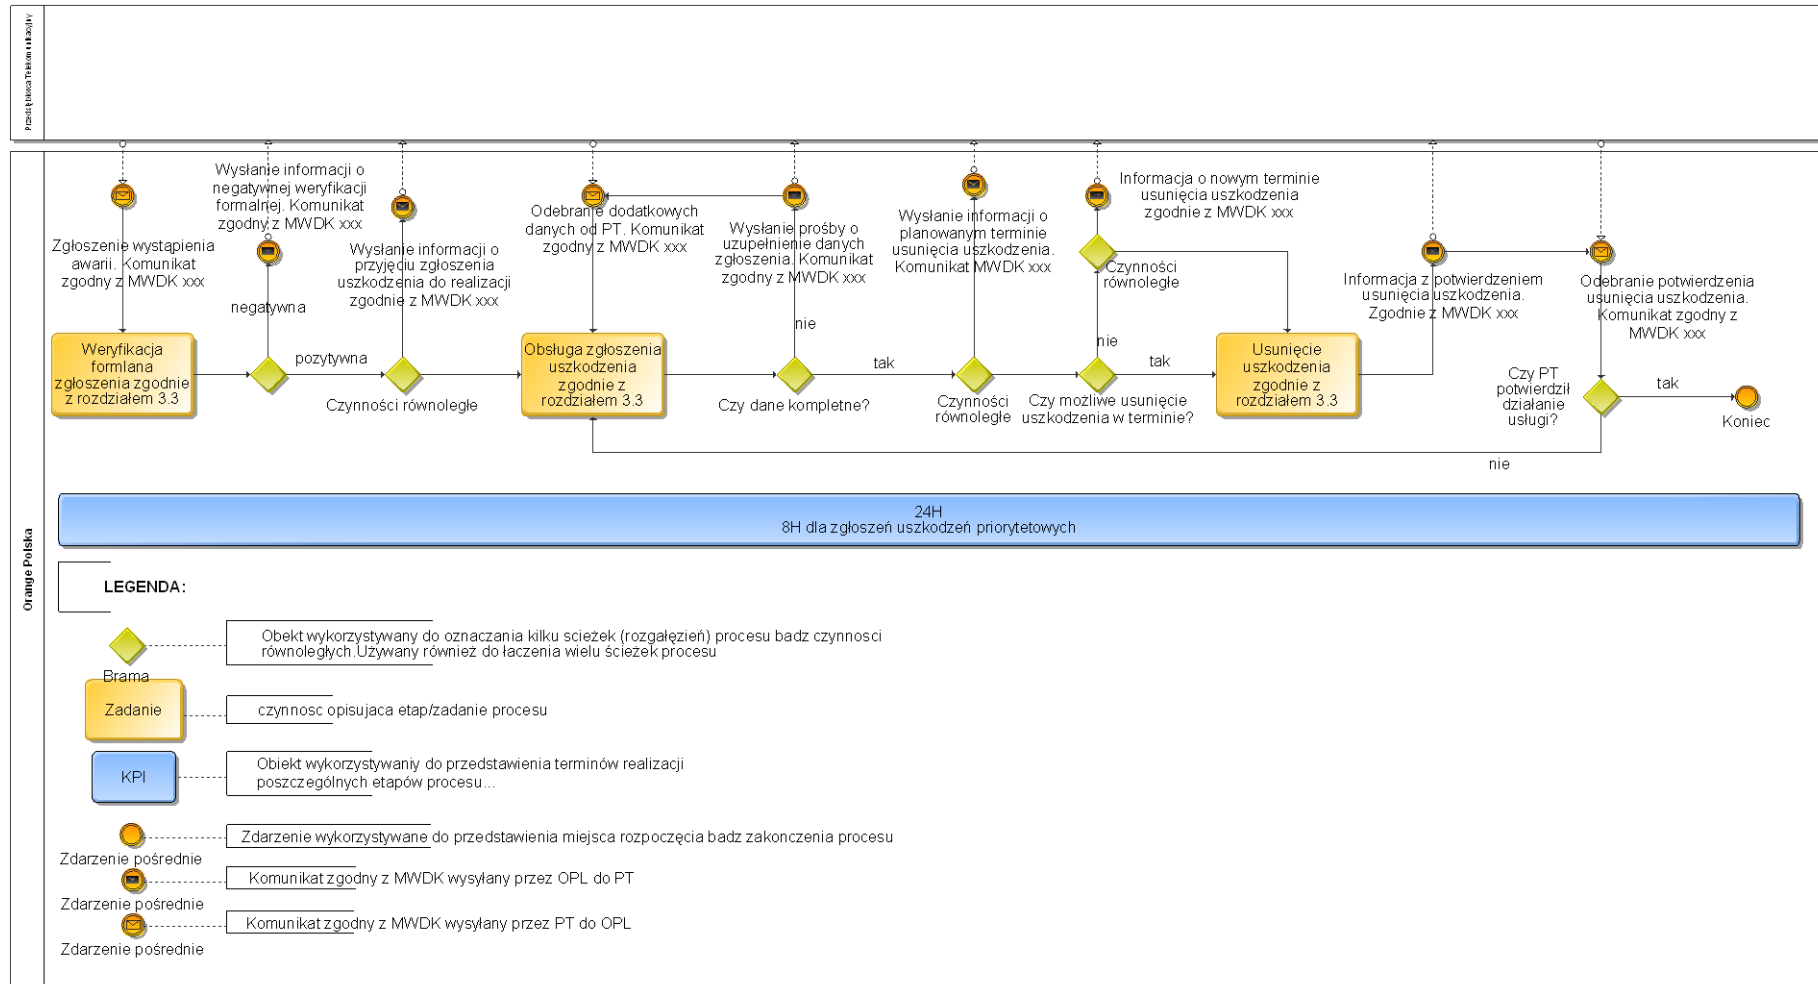 Przedsiębiorca Telekomunikacyjny
Orange Polska
Zgłoszenie wystąpienia
awarii. Komunikat
zgodny z MWDK xxx
Weryfikacja
formlana
zgłoszenia zgodnie
z rozdziałem 3.3
Wysłanie informacji o
negatywnej weryfikacji
formalnej. Komunikat
zgodny z MWDK xxx
negatywna
pozytywna
Wysłanie informacji o
przyjęciu zgłoszenia
uszkodzenia do realizacji
zgodnie z MWDK xxx
Czynności równoległe
Odebranie dodatkowych
danych od PT. Komunikat
zgodny z MWDK xxx
Obsługa zgłoszenia
uszkodzenia
zgodnie z
rozdziałem 3.3
Wysłanie prośby o
uzupełnienie danych
zgłoszenia. Komunikat
zgodny z MWDK xxx
nie
tak
Czy dane kompletne?
Wysłanie informacji o
planowanym terminie
usunięcia uszkodzenia.
Komunikat MWDK xxx
Czynności
równoległe
Informacja o nowym terminie
usunięcia uszkodzenia
zgodnie z MWDK xxx
Czynności
równoległe
nie
tak
Czy możliwe usunięcie
uszkodzenia w terminie?
Usunięcie
uszkodzenia
zgodnie z
rozdziałem 3.3
Informacja z potwierdzeniem
usunięcia uszkodzenia.
Zgodnie z MWDK xxx
Odebranie potwierdzenia
usunięcia uszkodzenia.
Komunikat zgodny z
MWDK xxx
Czy PT
potwierdził
działanie
usługi?
tak
Koniec
nie
24H
8H dla zgłoszeń uszkodzeń priorytetowych
LEGENDA:
Brama
Obekt wykorzystywany do oznaczania kilku scieżek (rozgałęzień) procesu badz czynnosci
równoległych.Używany również do łaczenia wielu ścieżek procesu
Zadanie
czynnosc opisujaca etap/zadanie procesu
KPI
Obiekt wykorzystywaniy do przedstawienia terminów realizacji
poszczególnych etapów procesu...
Zdarzenie pośrednie
Zdarzenie wykorzystywane do przedstawienia miejsca rozpoczęcia badz zakonczenia procesu
Zdarzenie pośrednie
Komunikat zgodny z MWDK wysyłany przez OPL do PT
Zdarzenie pośrednie
Komunikat zgodny z MWDK wysyłany przez PT do OPL